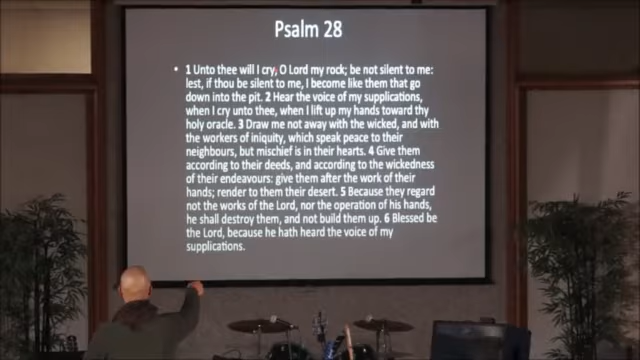 Psalm 28
• 1 Unto thee will I cry, O Lord my rock; be not silent to me:
lest, if thou be silent to me, I become like them that go
down into the pit. 2 Hear the voice of my supplications,
when I cry unto thee, when I lift up my hands toward thy
holy oracle. 3 Draw me not away with the wicked, and with
the workers of iniquity, which speak peace to their
neighbours, but mischief is in their hearts. 4 Give them
according to their deeds, and according to the wickedness
of their endeavours: give them after the work of their
hands; render to them their desert. 5 Because they regard
not the works of the Lord, nor the operation of his hands,
he shall destroy them, and not build them up. 6 Blessed be
the Lord, because he hath heard the voice of my
supplications.